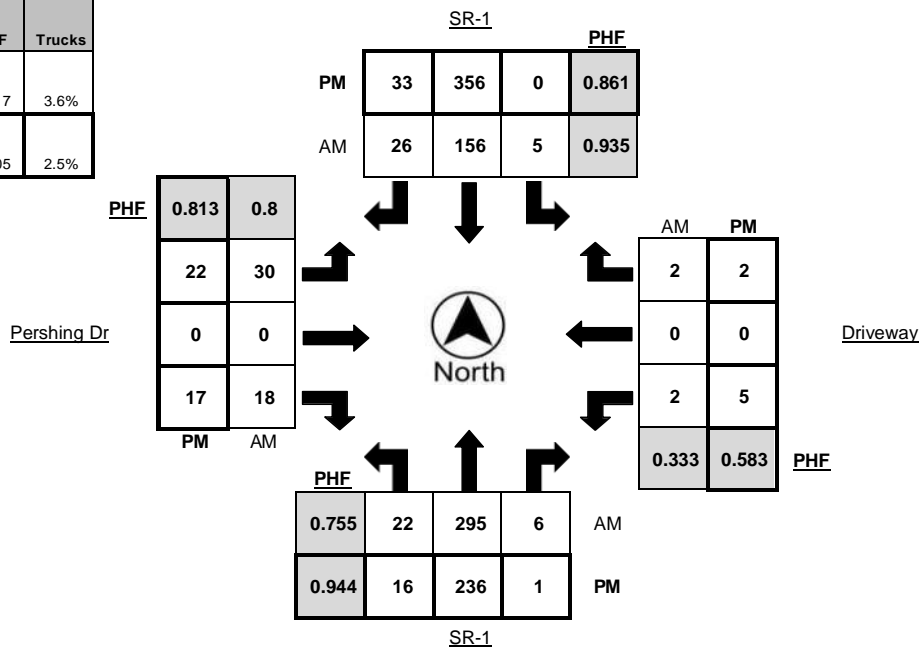 SR-1
F Trucks
PHF
PM 33 356 0 0.861
7 3.6%
AM 26 156 5 0.935
5 2.5%
PHF 0.813 0.8
AM PM
22 30
2 2
Pershing Dr 0 0
0 0 Driveway
North
17 18
2 5
PM AM
0.333 0.583 PHF
PHF
0.755 22 295 6 AM
0.944 16 236 1 PM
SR-1